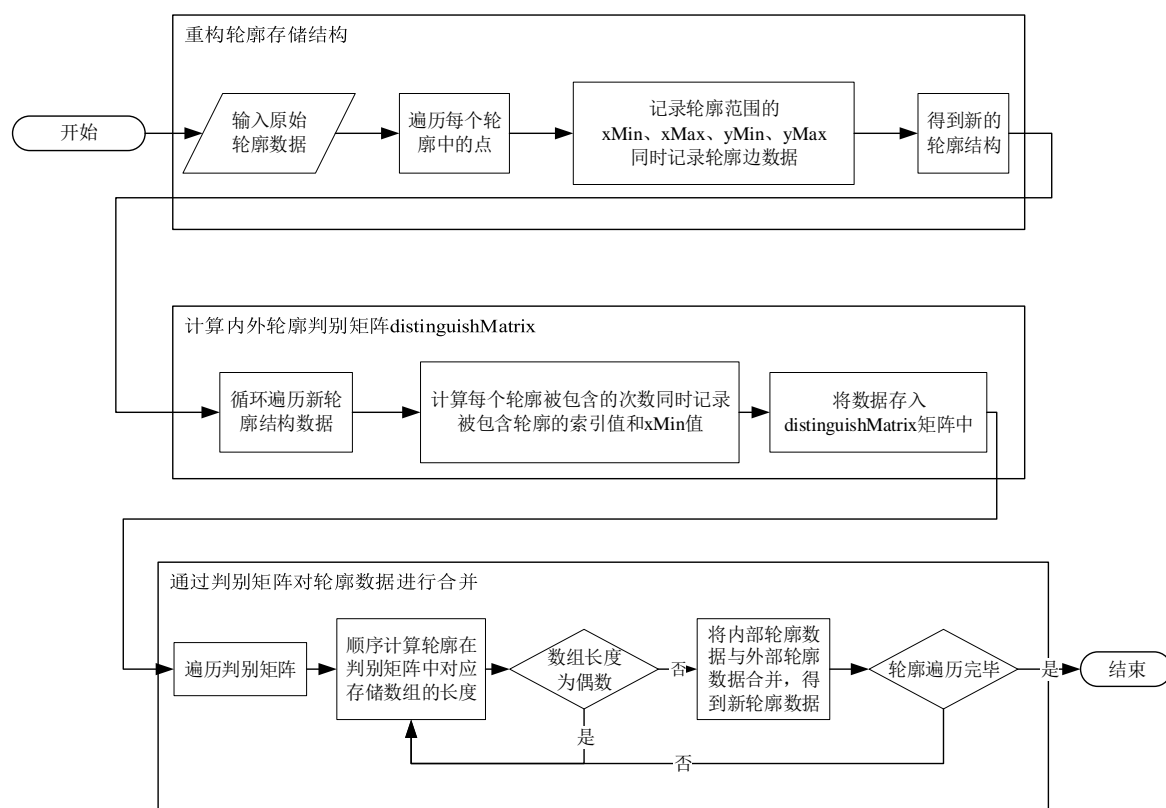 重构轮廓存储结构
开始
输入原始
轮廓数据
遍历每个轮
廓中的点
记录轮廓范围的
xMin、xMax、yMin、yMax
同时记录轮廓边数据
得到新的
轮廓结构
计算内外轮廓判别矩阵distinguishMatrix
循环遍历新轮
廓结构数据
计算每个轮廓被包含的次数同时记录
被包含轮廓的索引值和xMin值
将数据存入
distinguishMatrix矩阵中
通过判别矩阵对轮廓数据进行合并
遍历判别矩阵
顺序计算轮廓在
判别矩阵中对应
存储数组的长度
数组长度
为偶数
否
将内部轮廓数
据与外部轮廓
数据合并，得
到新轮廓数据
轮廓遍历完毕
是
结束
是
否